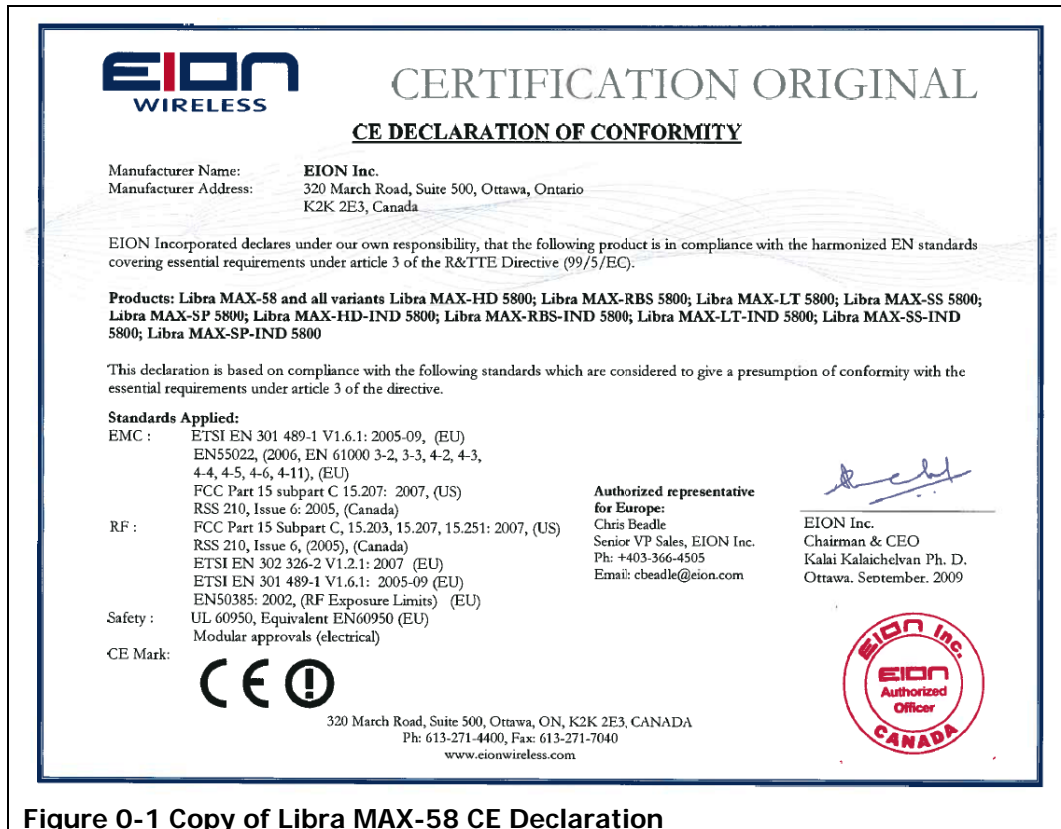 EION
WIRELESS
CERTIFICATION ORIGINAL
CE DECLARATION OF CONFORMITY
Manufacturer Name: EION Inc.
Manufacturer Address: 320 March Road, Suite 500, Ottawa, Ontario
K2K 2E3, Canada
EION Incorporated declares under our own responsibility, that the following product is in compliance with the harmonized EN standards
covering essential requirements under article 3 of the R&TTE Directive (99/5/EC).
Products: Libra MAX-58 and all variants Libra MAX-HD 5800; Libra MAX-RBS 5800; Libra MAX-LT 5800; Libra MAX-SS 5800;
Libra MAX-SP 5800; Libra MAX-HD-IND 5800; Libra MAX-RBS-IND 5800; Libra MAX-LT-IND 5800; Libra MAX-SS-IND
5800; Libra MAX-SP-IND 5800
This declaration is based on compliance with the following standards which are considered to give a presumption of conformity with the
essential requirements under article 3 of the directive.
Standards Applied:
EMC : ETSI EN 301 489-1 V1.6.1: 2005-09, (EU)
EN55022, (2006, EN 61000 3-2, 3-3, 4-2, 4-3,
4-4, 4-5, 4-6, 4-11), (EU)
FCC Part 15 subpart C 15.207: 2007, (US)
RSS 210, Issue 6: 2005, (Canada)
RF : FCC Part 15 Subpart C, 15.203, 15.207, 15.251: 2007, (US)
RSS 210, Issue 6, (2005), (Canada)
ETSI EN 302 326-2 V1.2.1: 2007 (EU)
ETSI EN 301 489-1 V1.6.1: 2005-09 (EU)
EN50385: 2002, (RF Exposure Limits) (EU)
Safety : UL 60950, Equivalent EN60950 (EU)
Modular approvals (electrical)
CE Mark:
CE
Authorized representative
for Europe:
Chris Beadle
Senior VP Sales, EION Inc.
Ph: +403-366-4505
Email: cbeadle@eion.com
EION Inc.
Chairman & CEO
Kalai Kalaichelvan Ph. D.
Ottawa. September. 2009
EION Inc.
EION
Authorized
Officer
CANADA
320 March Road, Suite 500, Ottawa, ON, K2K 2E3, CANADA
Ph: 613-271-4400, Fax: 613-271-7040
www.eionwireless.com
Figure 0-1 Copy of Libra MAX-58 CE Declaration